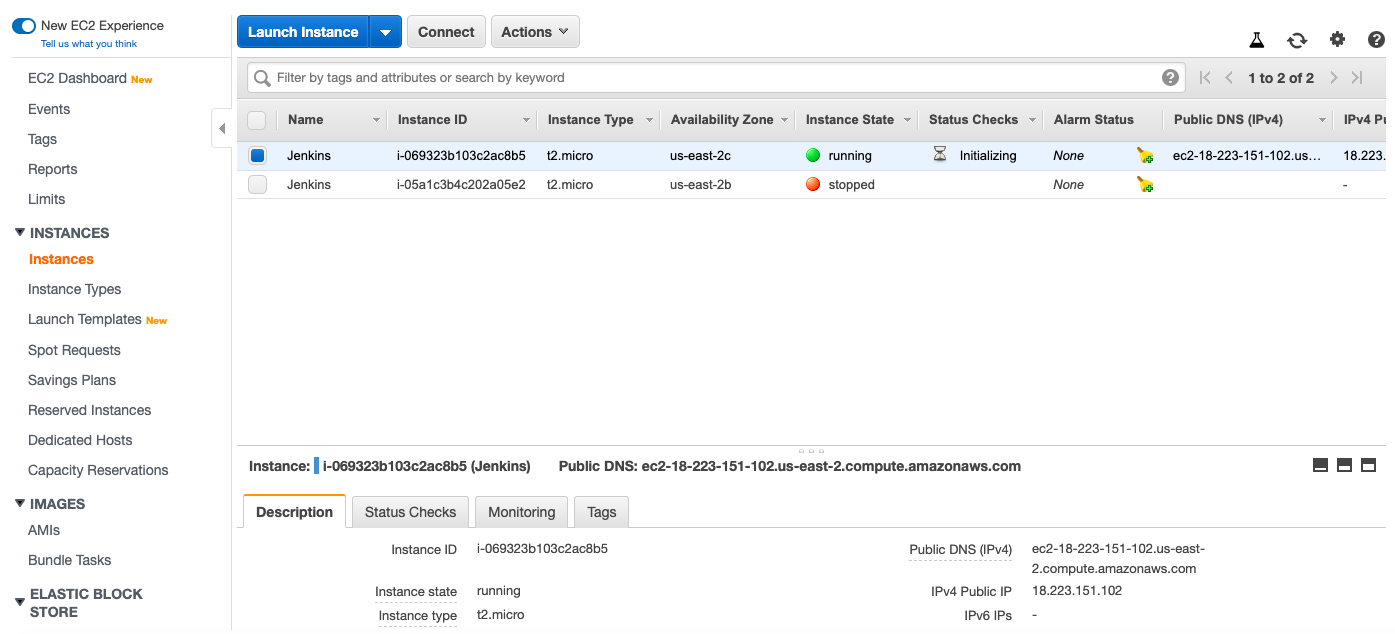 New EC2 Experience
Tell us what you think
EC2 Dashboard New
Events
Tags
Reports
Limits
INSTANCES
Instances
Instance Types
Launch Templates New
Spot Requests
Savings Plans
Reserved Instances
Dedicated Hosts
Capacity Reservations
IMAGES
AMIs
Bundle Tasks
ELASTIC BLOCK
STORE
Launch Instance Connect Actions
Filter by tags and attributes or search by keyword 1 to 2 of 2
Name Instance ID Instance Type Availability Zone Instance State Status Checks Alarm Status Public DNS (IPv4) IPv4 Pu
Jenkins i-069323b103c2ac8b5 t2.micro us-east-2c running Initializing None ec2-18-223-151-102.us... 18.223.
Jenkins i-05a1c3b4c202a05e2 t2.micro us-east-2b stopped None -
Instance: i-069323b103c2ac8b5 (Jenkins) Public DNS: ec2-18-223-151-102.us-east-2.compute.amazonaws.com
Description Status Checks Monitoring Tags
Instance ID i-069323b103c2ac8b5
Instance state running
Instance type t2.micro
Public DNS (IPv4) ec2-18-223-151-102.us-east-
2.compute.amazonaws.com
IPv4 Public IP 18.223.151.102
IPv6 IPs -